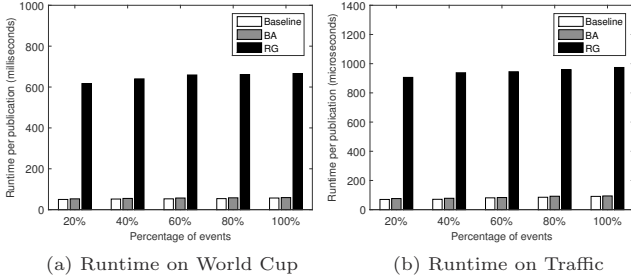 Runtime per publication (milliseconds)
1000
800
600
400
200
0
Baseline
BA
RG
20% 40% 60% 80% 100%
Percentage of events
(a) Runtime on World Cup
Runtime per publication (microseconds)
1400
1200
1000
800
600
400
200
0
Baseline
BA
RG
20% 40% 60% 80% 100%
Percentage of events
(b) Runtime on Traffic